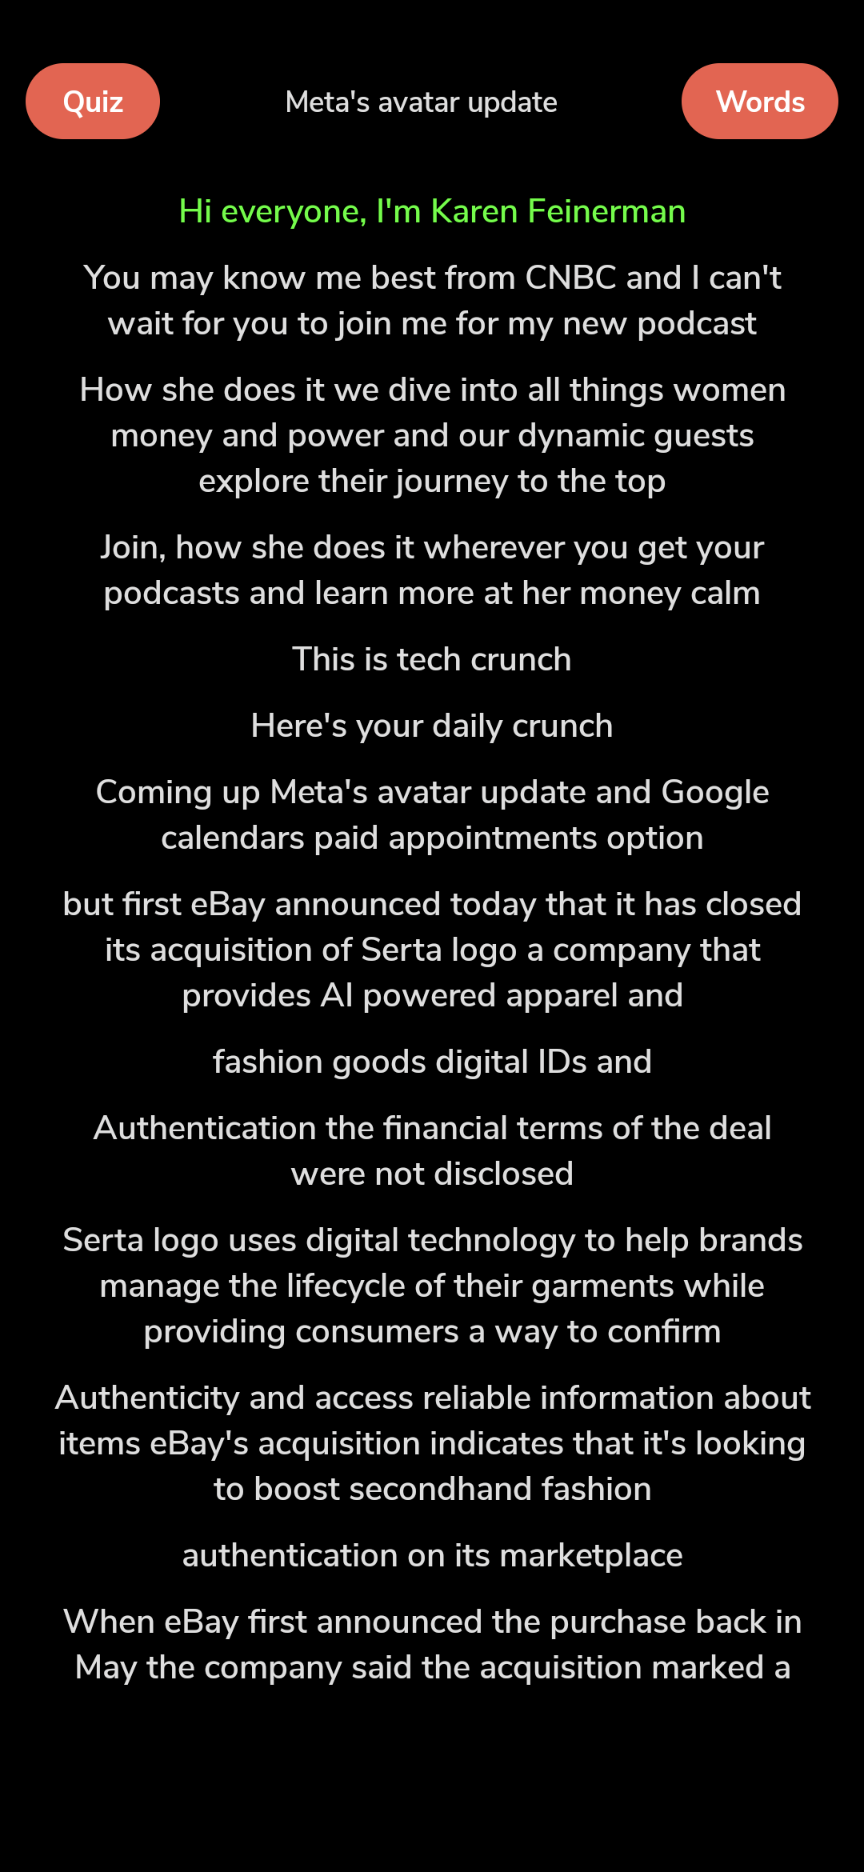 Quiz
Meta's avatar update
Words
Hi everyone, I'm Karen Feinerman
You may know me best from CNBC and I can't
wait for you to join me for my new podcast
How she does it we dive into all things women
money and power and our dynamic guests
explore their journey to the top
Join, how she does it wherever you get your
podcasts and learn more at her money calm
This is tech crunch
Here's your daily crunch
Coming up Meta's avatar update and Google
calendars paid appointments option
but first eBay announced today that it has closed
its acquisition of Serta logo a company that
provides AI powered apparel and
fashion goods digital IDs and
Authentication the financial terms of the deal
were not disclosed
Serta logo uses digital technology to help brands
manage the lifecycle of their garments while
providing consumers a way to confirm
Authenticity and access reliable information about
items eBay's acquisition indicates that it's looking
to boost secondhand fashion
authentication on its marketplace
When eBay first announced the purchase back in
May the company said the acquisition marked a